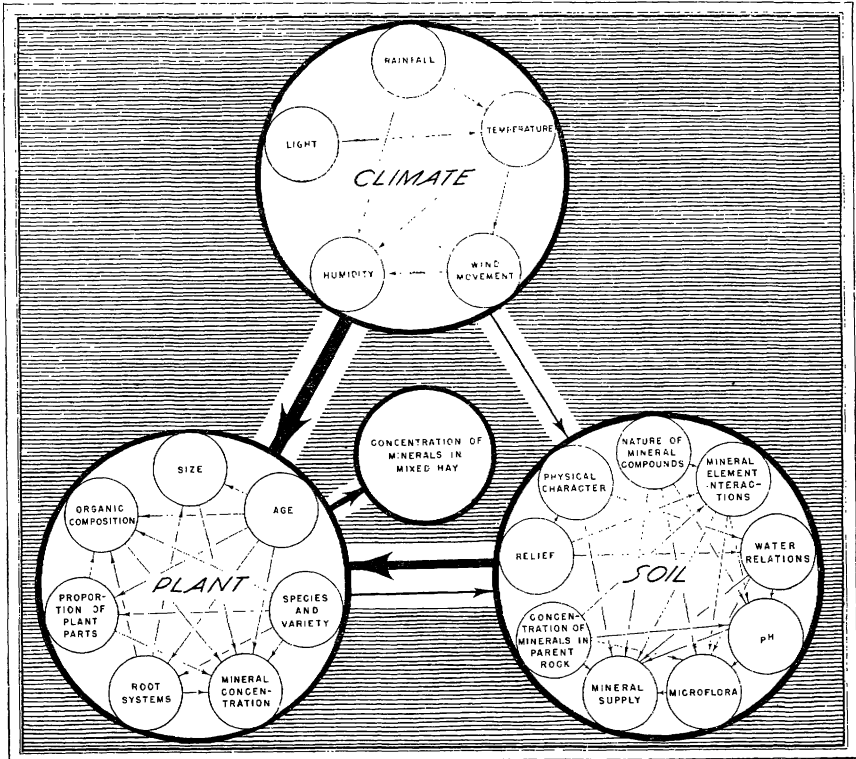 RAINFALL
LIGHT
TEMPERATURE
CLIMATE
HUMIDITY
WIND
MOVEMENT
CONCENTRATION OF
MINERALS IN
MIXED HAY
SIZE
ORGANIC
COMPOSITION
AGE
PLANT
PROPOR-
TION OF
PLANT
PARTS
SPECIES
AND
VARIETY
ROOT
SYSTEMS
MINERAL
CONCEN-
TRATION
NATURE OF
MINERAL
COMPOUNDS
PHYSICAL
CHARACTER
MINERAL
ELEMENT
INTERAC-
TIONS
RELIEF
SOIL
WATER
RELATIONS
CONCEN-
TRATION OF
MINERALS IN
PARENT
ROCK
PH
MINERAL
SUPPLY
MICROFLORA